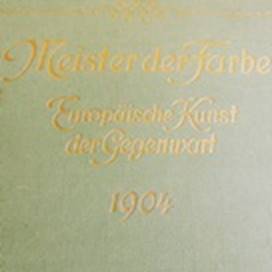 Meister der Farbe
Europäische Kunst
der Gegenwart
1904